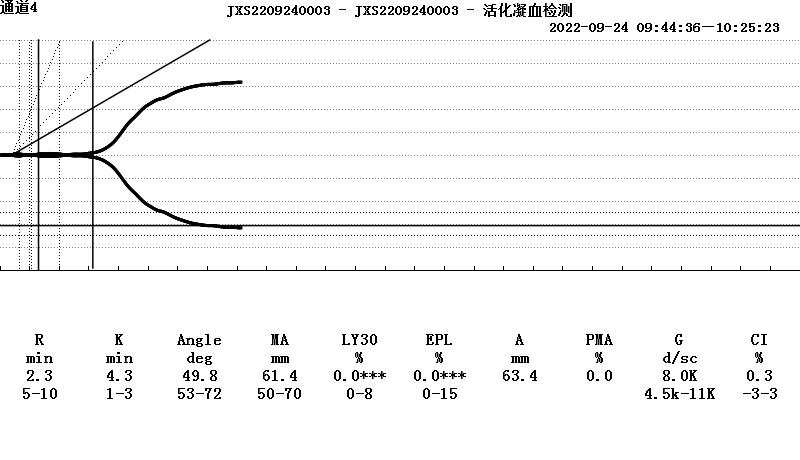 通道4
JXS2209240003 - JXS2209240003 - 活化凝血检测
2022-09-24 09:44:36—10:25:23
R K Angle MA LY30 EPL A PMA G CI
min min deg mm % % mm % d/sc %
2.3 4.3 49.8 61.4 0.0*** 0.0*** 63.4 0.0 8.0K 0.3
5-10 1-3 53-72 50-70 0-8 0-15 4.5k-11K -3-3